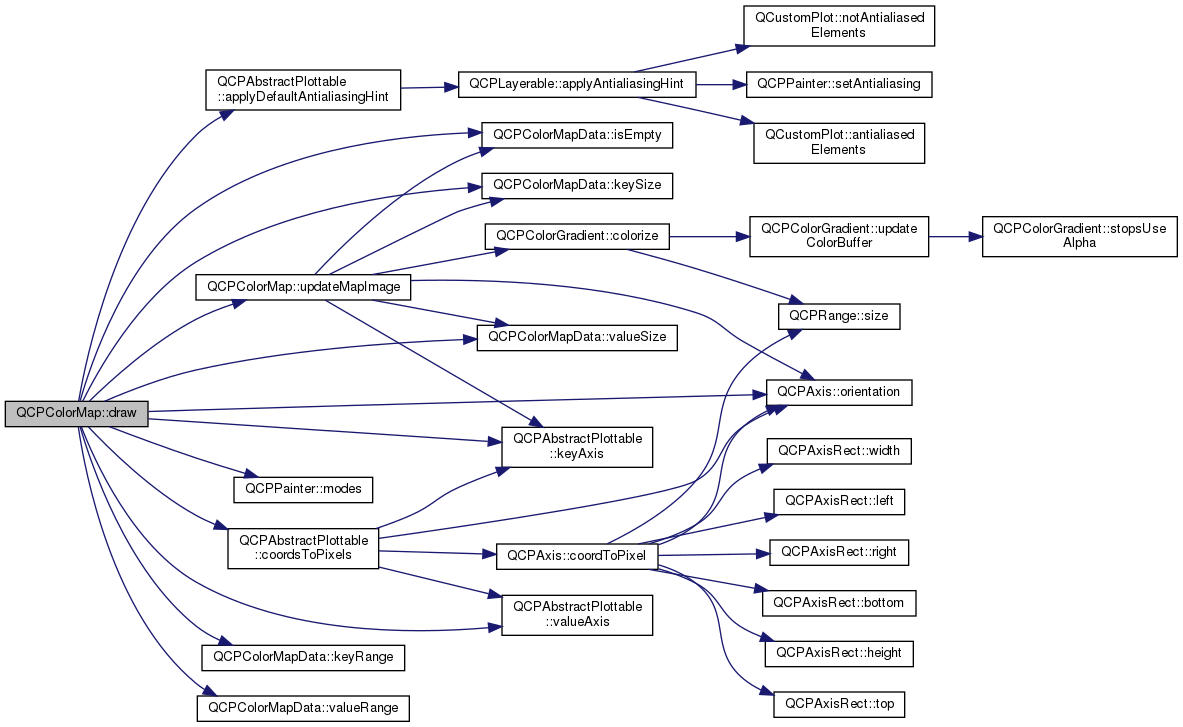 QCustomPlot::notAntialiased
Elements
QCPAbstractPlottable
::applyDefaultAntialiasingHint
QCPLayerable::applyAntialiasingHint
QCPPainter::setAntialiasing
QCustomPlot::antialiased
Elements
QCPColorMapData::isEmpty
QCPColorMapData::keySize
QCPColorGradient::colorize
QCPColorGradient::update
ColorBuffer
QCPColorGradient::stopsUse
Alpha
QCPColorMap::updateMapImage
QCPRange::size
QCPColorMapData::valueSize
QCPAxis::orientation
QCPColorMap::draw
QCPAbstractPlottable
::keyAxis
QCPAxisRect::width
QCPPainter::modes
QCPAxisRect::left
QCPAbstractPlottable
::coordsToPixels
QCPAxis::coordToPixel
QCPAxisRect::right
QCPAxisRect::bottom
QCPAbstractPlottable
::valueAxis
QCPColorMapData::keyRange
QCPAxisRect::height
QCPColorMapData::valueRange
QCPAxisRect::top